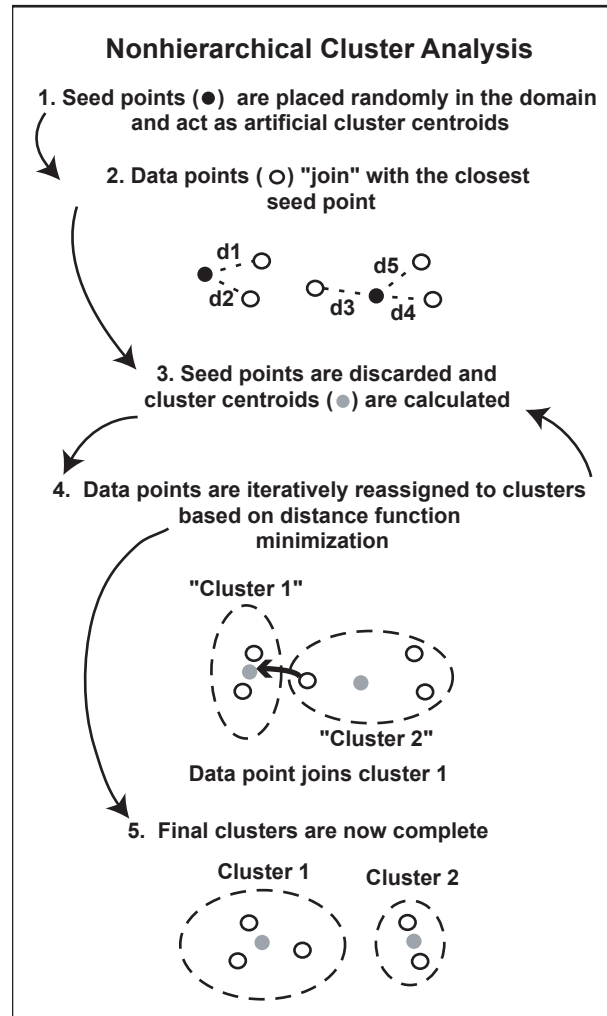 Nonhierarchical Cluster Analysis
1. Seed points (●) are placed randomly in the domain
and act as artificial cluster centroids
2. Data points ( ○ ) "join" with the closest
seed point
d1
d2
d3
d5
d4
3. Seed points are discarded and
cluster centroids ( ● ) are calculated
4. Data points are iteratively reassigned to clusters
based on distance function
minimization
"Cluster 1"
"Cluster 2"
Data point joins cluster 1
5. Final clusters are now complete
Cluster 1
Cluster 2